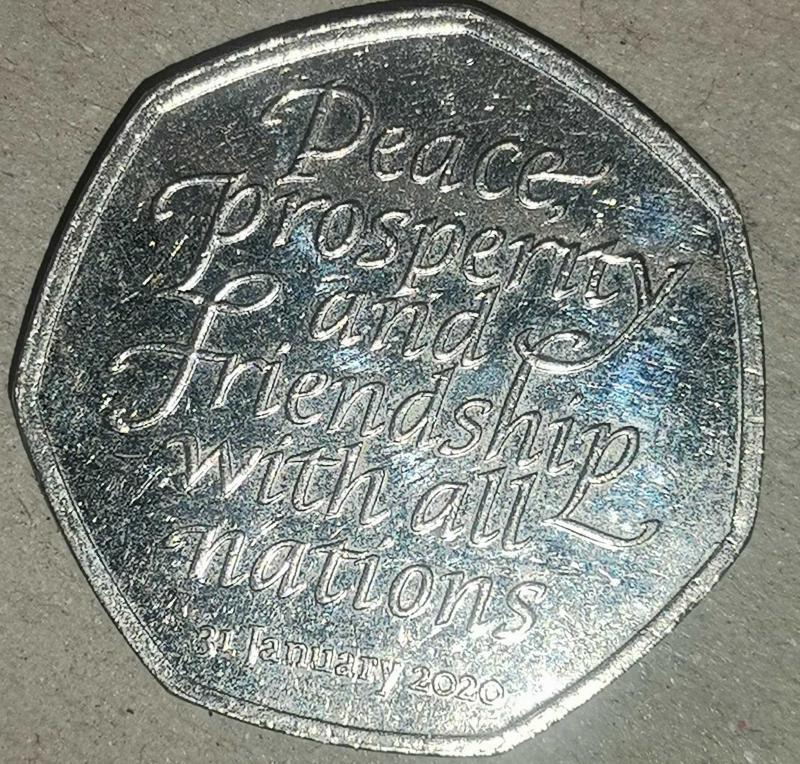 Peace,
prosperity
and
friendship
with all
nations
31 January 2020